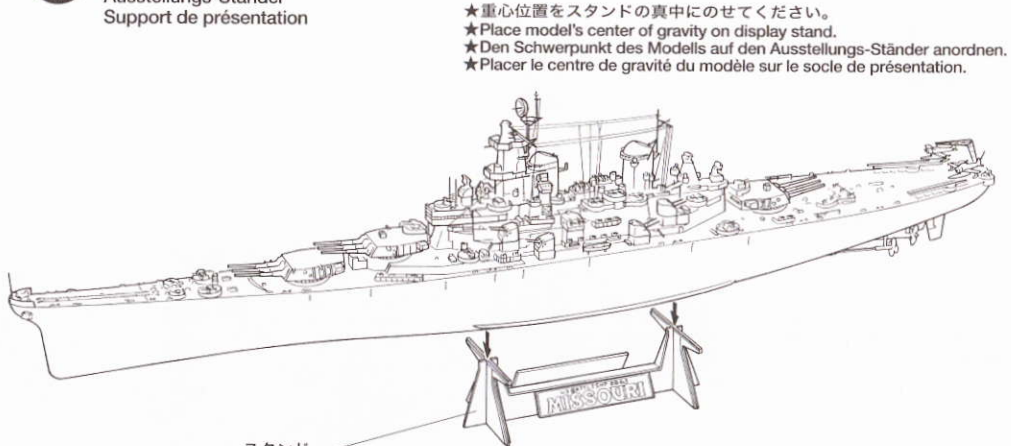 Ausstellungs-Ständer
Support de présentation
★重心位置をスタンドの真中にのせてください。
★Place model's center of gravity on display stand.
★Den Schwerpunkt des Modells auf den Ausstellungs-Ständer anordnen.
★Placer le centre de gravité du modèle sur le socle de présentation.
MISSOURI
スタンド